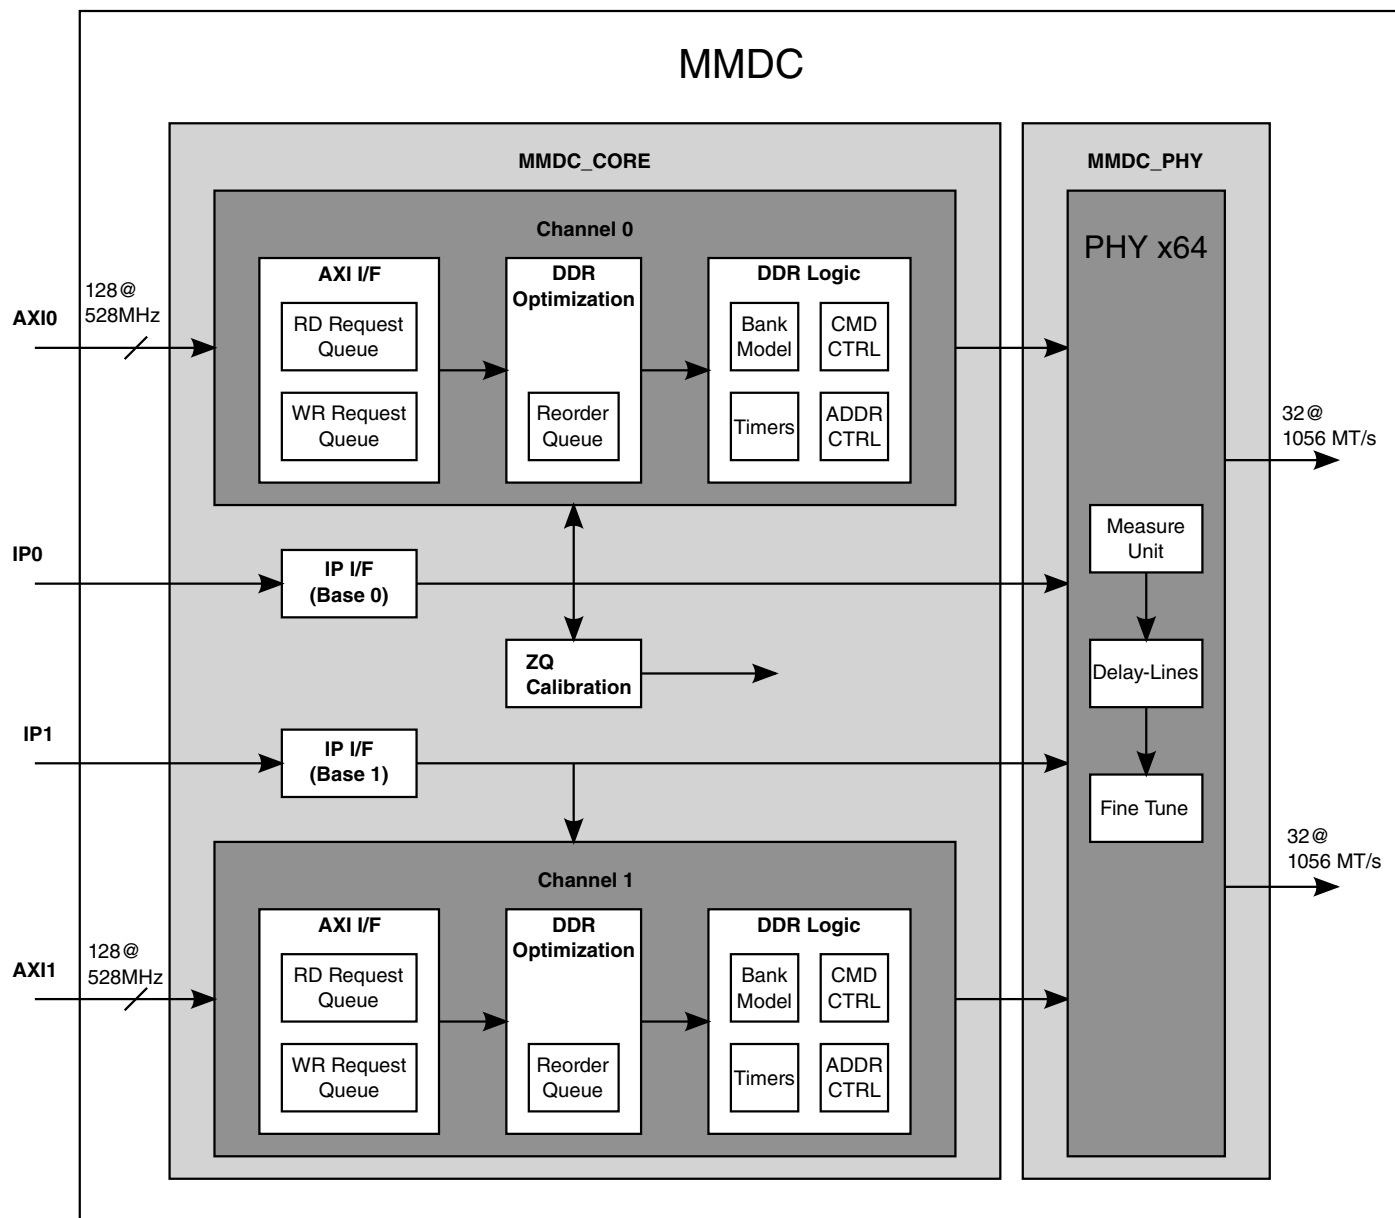 MMDC
MMDC_CORE
MMDC_PHY
Channel 0
PHY x64
AXI I/F
RD Request
Queue
WR Request
Queue
DDR
Optimization
Reorder
Queue
DDR Logic
Bank
Model
CMD
CTRL
Timers
ADDR
CTRL
AXI0
128@
528MHz
32@
1056 MT/s
IP0
IP I/F
(Base 0)
Measure
Unit
ZQ
Calibration
Delay-Lines
IP1
IP I/F
(Base 1)
Fine Tune
32@
1056 MT/s
Channel 1
AXI1
128@
528MHz
AXI I/F
RD Request
Queue
WR Request
Queue
DDR
Optimization
Reorder
Queue
DDR Logic
Bank
Model
CMD
CTRL
Timers
ADDR
CTRL